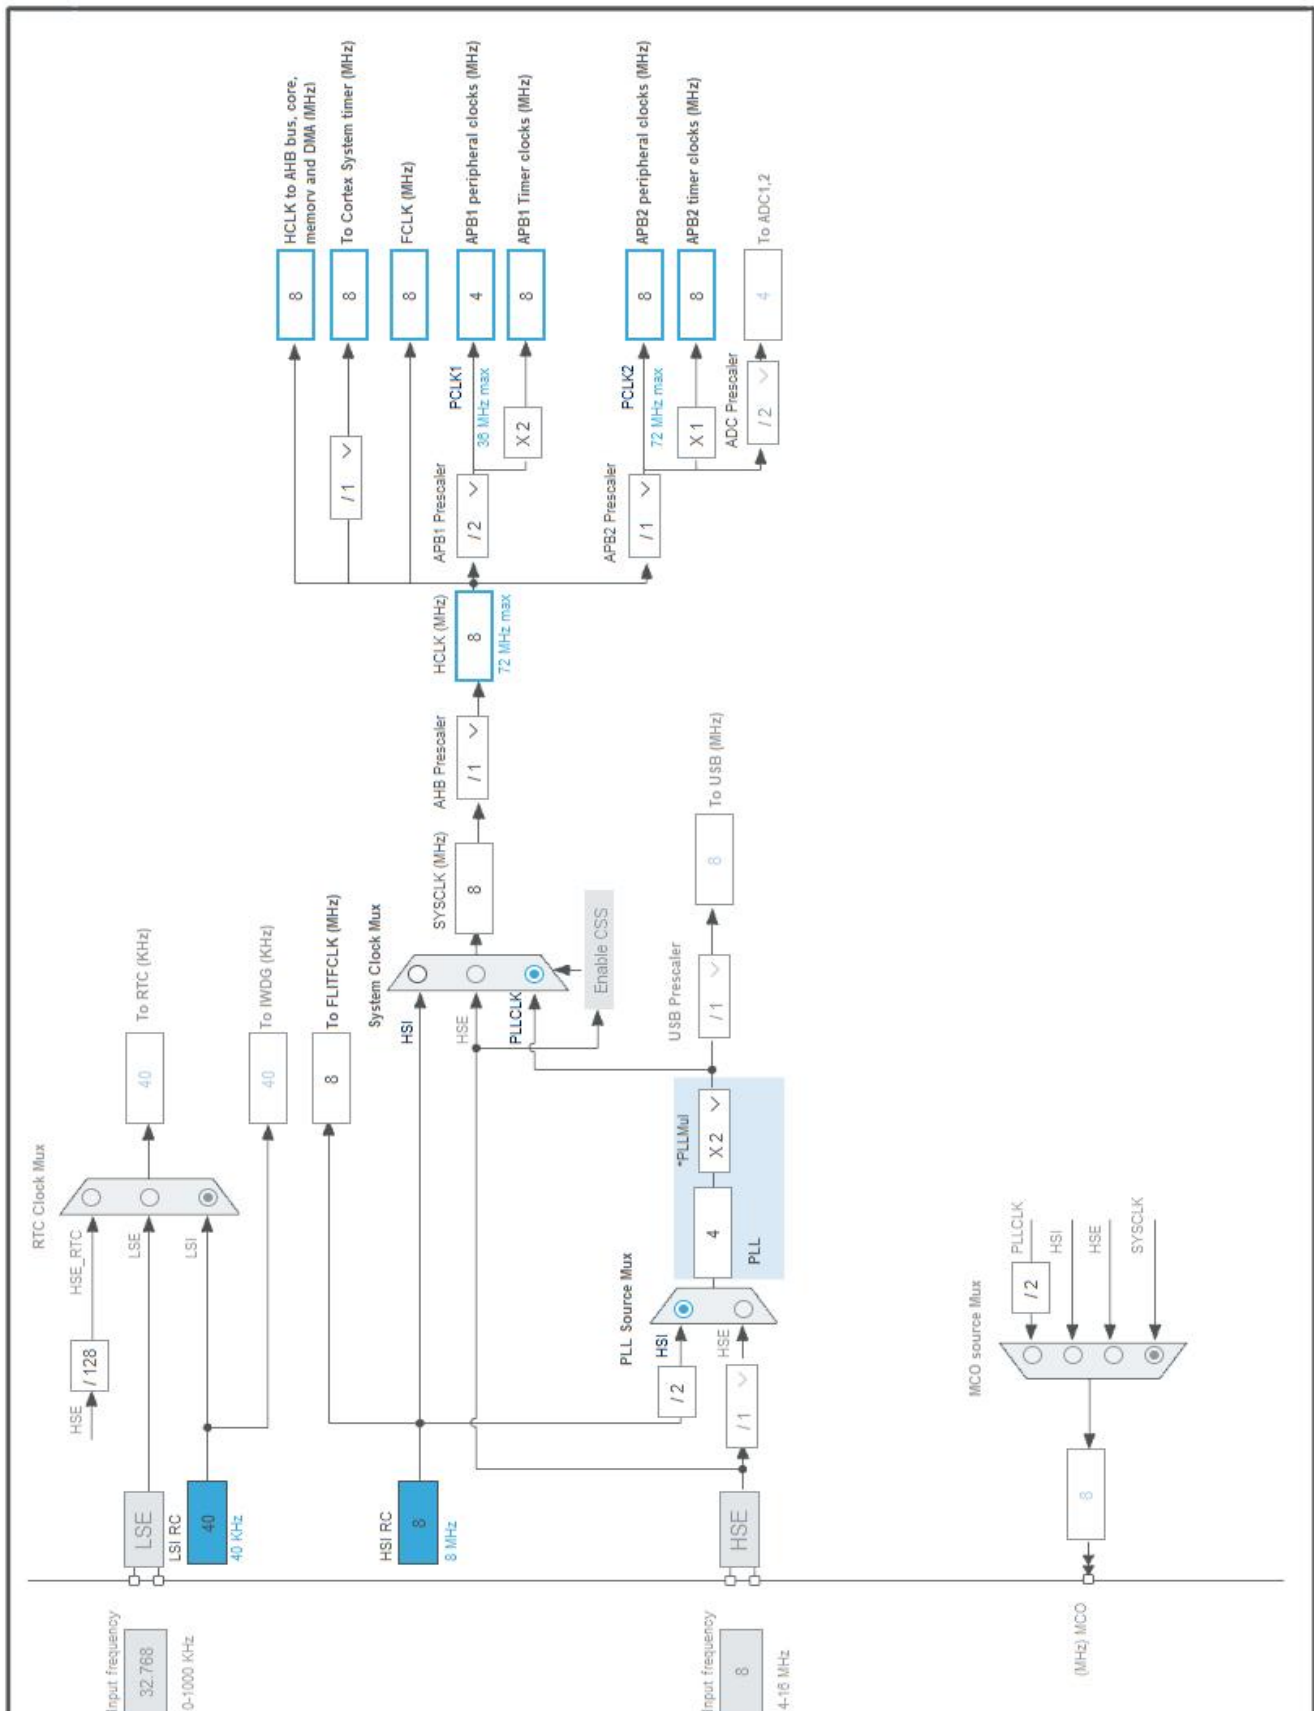 Input frequency
32.768
0-1000 KHz
LSE
LSI RC
40
40 KHz
HSE
/ 128
HSE_RTC
LSE
LSI
RTC Clock Mux
40
To RTC (KHz)
40
To IWDG (KHz)
HSI RC
8
8 MHz
8
To FLITFCLK (MHz)
System Clock Mux
HSI
HSE
PLLCLK
Enable CSS
SYSCLK (MHz)
8
AHB Prescaler
/ 1
HCLK (MHz)
8
72 MHz max
8
HCLK to AHB bus, core,
memory and DMA (MHz)
/ 1
8
To Cortex System timer (MHz)
8
FCLK (MHz)
APB1 Prescaler
/ 2
PCLK1
36 MHz max
4
APB1 peripheral clocks (MHz)
X 2
8
APB1 Timer clocks (MHz)
APB2 Prescaler
/ 1
PCLK2
72 MHz max
8
APB2 peripheral clocks (MHz)
X 1
8
APB2 timer clocks (MHz)
ADC Prescaler
/ 2
4
To ADC1,2
Input frequency
8
4-16 MHz
HSE
/ 2
HSI
/ 1
HSE
PLL Source Mux
4
*PLLMul
X 2
PLL
USB Prescaler
/ 1
8
To USB (MHz)
(MHz) MCO
8
MCO source Mux
/ 2
PLLCLK
HSI
HSE
SYSCLK